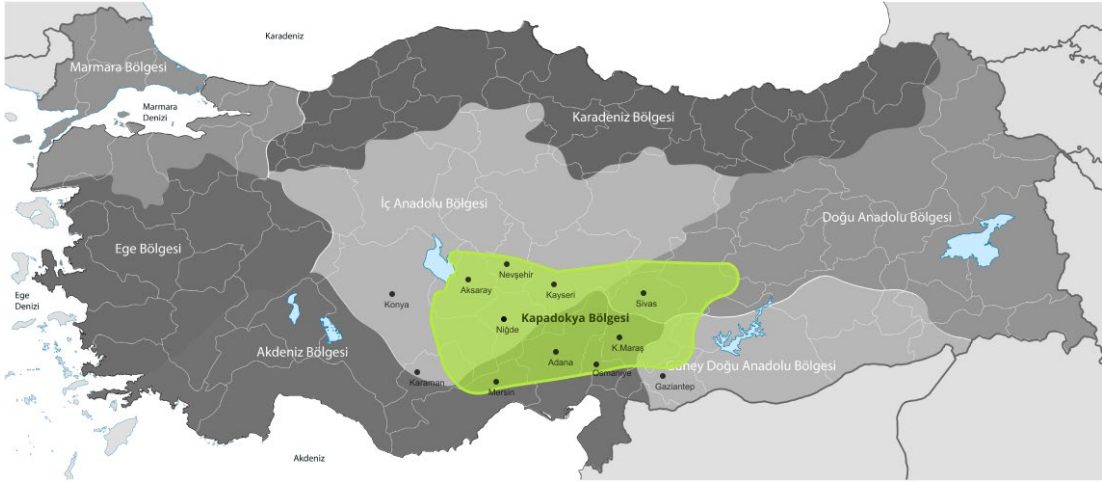 Karadeniz
Marmara Bölgesi
Marmara
Denizi
Karadeniz Bölgesi
İç Anadolu Bölgesi
Doğu Anadolu Bölgesi
Ege Bölgesi
Ege
Denizi
Nevşehir
Aksaray
Kayseri
Konya
Sivas
Kapadokya Bölgesi
Niğde
K.Maraş
Akdeniz Bölgesi
Adana
Osmaniye
Güney Doğu Anadolu Bölgesi
Karaman
Mersin
Gaziantep
Akdeniz